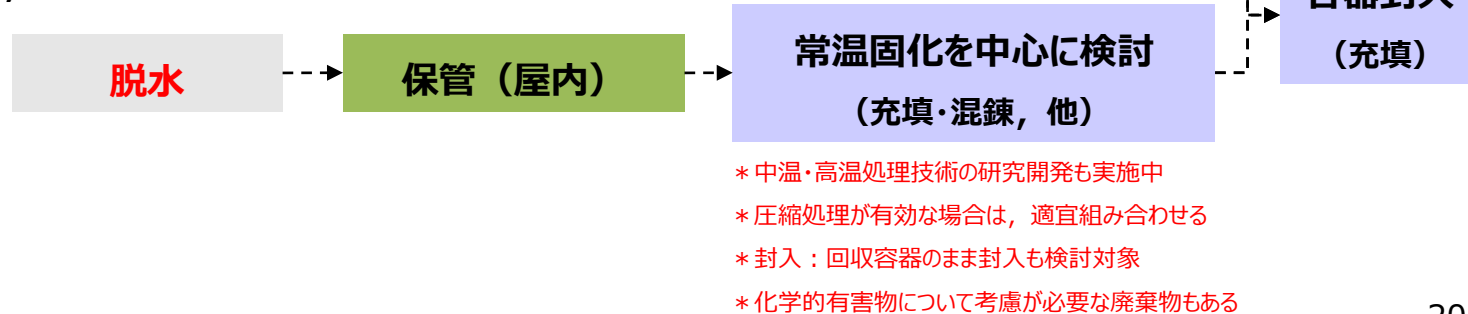 脱水
保管（屋内）
常温固化を中心に検討
（充填・混錬，他）
（充填）
＊中温・高温処理技術の研究開発も実施中
＊圧縮処理が有効な場合は，適宜組み合わせる
＊封入：回収容器のまま封入も検討対象
＊化学的有害物について考慮が必要な廃棄物もある